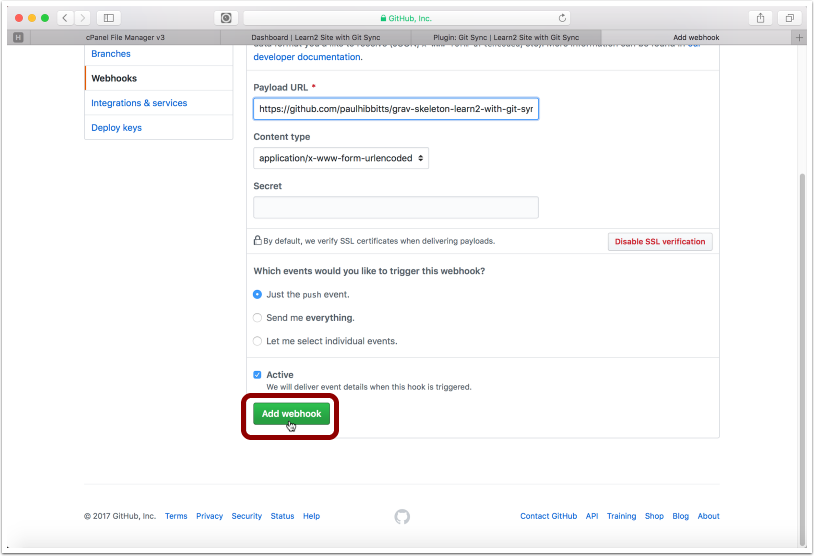 GitHub, Inc.
H
cPanel File Manager v3
Dashboard | Learn2 Site with Git Sync
Plugin: Git Sync | Learn2 Site with Git Sync
Add webhook
Branches
Webhooks
Integrations & services
Deploy keys
developer documentation.
Payload URL *
https://github.com/paulhibbitts/grav-skeleton-learn2-with-git-syn
Content type
application/x-www-form-urlencoded
Secret
By default, we verify SSL certificates when delivering payloads.
Disable SSL verification
Which events would you like to trigger this webhook?
Just the push event.
Send me everything.
Let me select individual events.
Active
We will deliver event details when this hook is triggered.
Add webhook
© 2017 GitHub, Inc. Terms Privacy Security Status Help
Contact GitHub API Training Shop Blog About